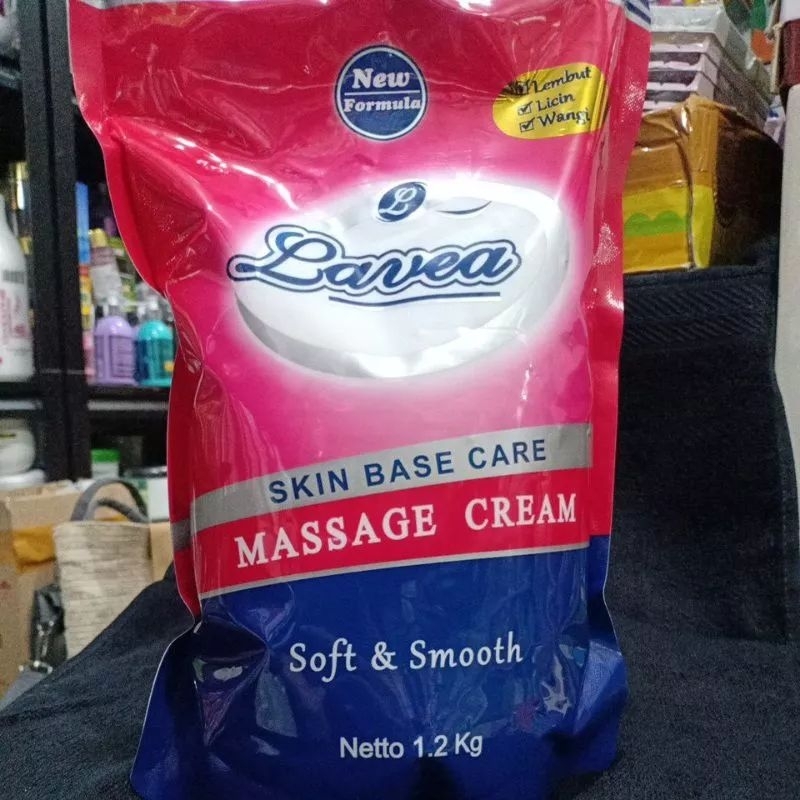 New
Formula
Lembut
Licin
Wangi
L
Lavea
SKIN BASE CARE
MASSAGE CREAM
Soft & Smooth
Netto 1.2 Kg